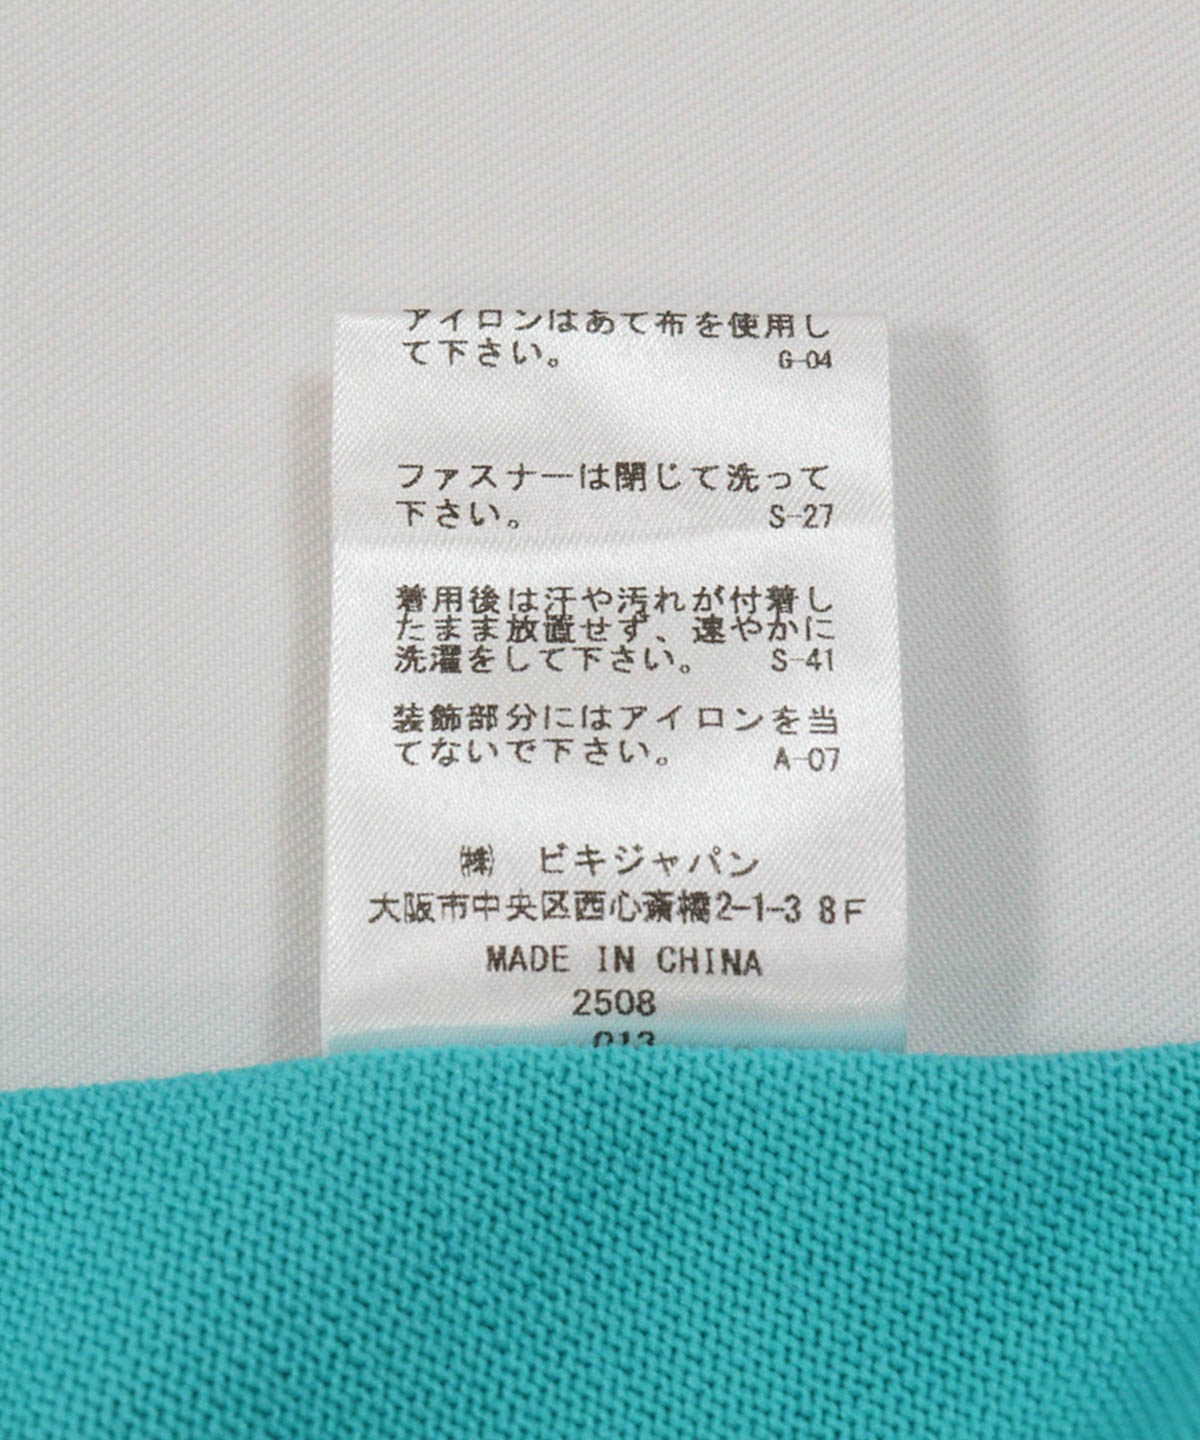 アイロンはあて布を使用し
て下さい。 G-04
ファスナーは閉じて洗って
下さい。 S-27
着用後は汗や汚れが付着し
たまま放置せず、速やかに
洗濯をして下さい。 S-41
装飾部分にはアイロンを当
てないで下さい。 A-07
㈱ ビキジャパン
大阪市中央区西心斎橋2-1-3 8F
MADE IN CHINA
2508